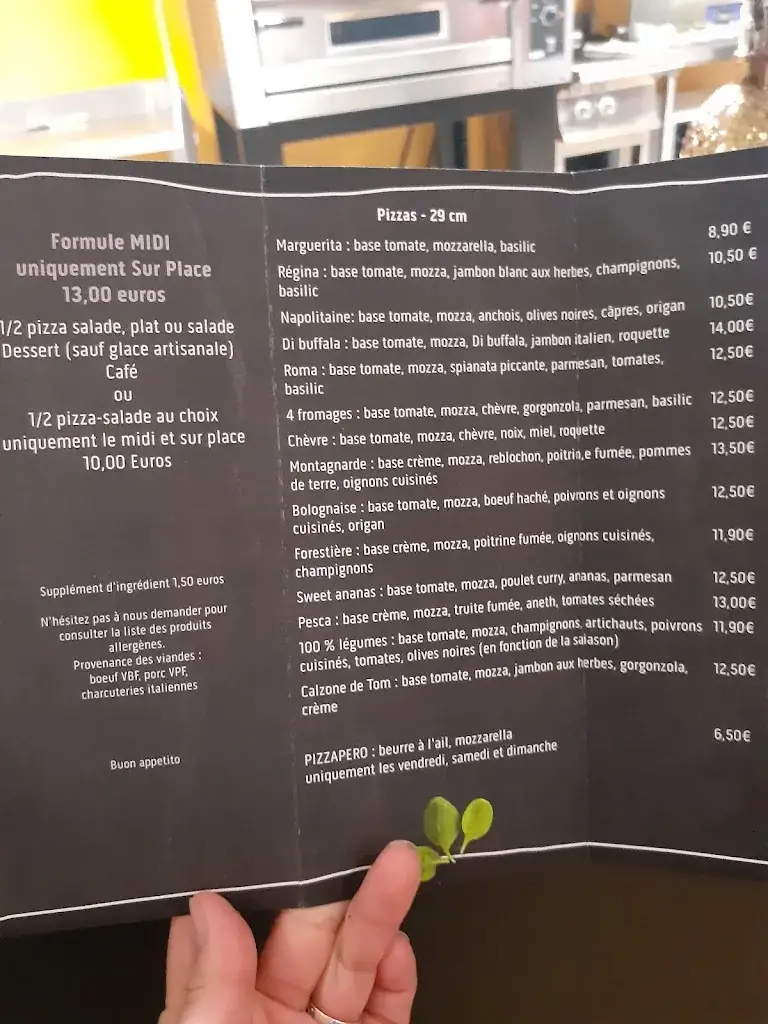 Formule MIDI
uniquement Sur Place
13,00 euros
1/2 pizza salade, plat ou salade
Dessert (sauf glace artisanale)
Café
ou
1/2 pizza-salade au choix
uniquement le midi et sur place
10,00 Euros
Supplément d'ingrédient 1,50 euros
N'hésitez pas à nous demander pour
consulter la liste des produits
allergènes.
Provenance des viandes :
boeuf VBF, porc VPF,
charcuteries italiennes
Buon appetito
Pizzas - 29 cm
Marguerita : base tomate, mozzarella, basilic 8,90 €
Régina : base tomate, mozza, jambon blanc aux herbes, champignons, 10,50 €
basilic
Napolitaine: base tomate, mozza, anchois, olives noires, câpres, origan 10,50€
Di buffala : base tomate, mozza, Di buffala, jambon italien, roquette 14,00€
Roma : base tomate, mozza, spianata piccante, parmesan, tomates, 12,50€
basilic
4 fromages : base tomate, mozza, chèvre, gorgonzola, parmesan, basilic 12,50€
Chèvre : base tomate, mozza, chèvre, noix, miel, roquette 12,50€
Montagnarde : base crème, mozza, reblochon, poitrine fumée, pommes 13,50€
de terre, oignons cuisinés
Bolognaise : base tomate, mozza, boeuf haché, poivrons et oignons 12,50€
cuisinés, origan
Forestière : base crème, mozza, poitrine fumée, oignons cuisinés, 11,90€
champignons
Sweet ananas : base tomate, mozza, poulet curry, ananas, parmesan 12,50€
Pesca : base crème, mozza, truite fumée, aneth, tomates séchées 13,00€
100 % légumes : base tomate, mozza, champignons, artichauts, poivrons 11,90€
cuisinés, tomates, olives noires (en fonction de la saiason)
Calzone de Tom : base tomate, mozza, jambon aux herbes, gorgonzola, 12,50€
crème
PIZZAPERO : beurre à l'ail, mozzarella 6,50€
uniquement les vendredi, samedi et dimanche